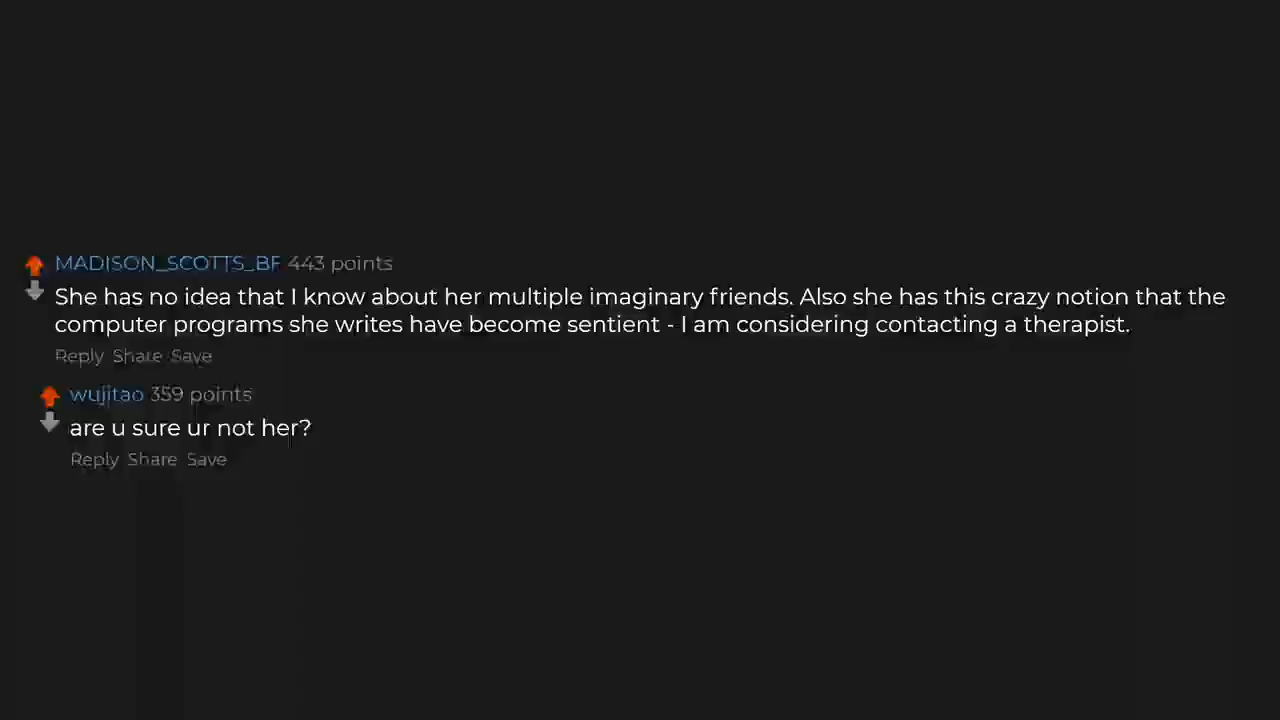 MADISON_SCOTTS_BF 443 points
She has no idea that I know about her multiple imaginary friends. Also she has this crazy notion that the
computer programs she writes have become sentient - I am considering contacting a therapist.
Reply Share Save
wujitao 359 points
are u sure ur not her?
Reply Share Save